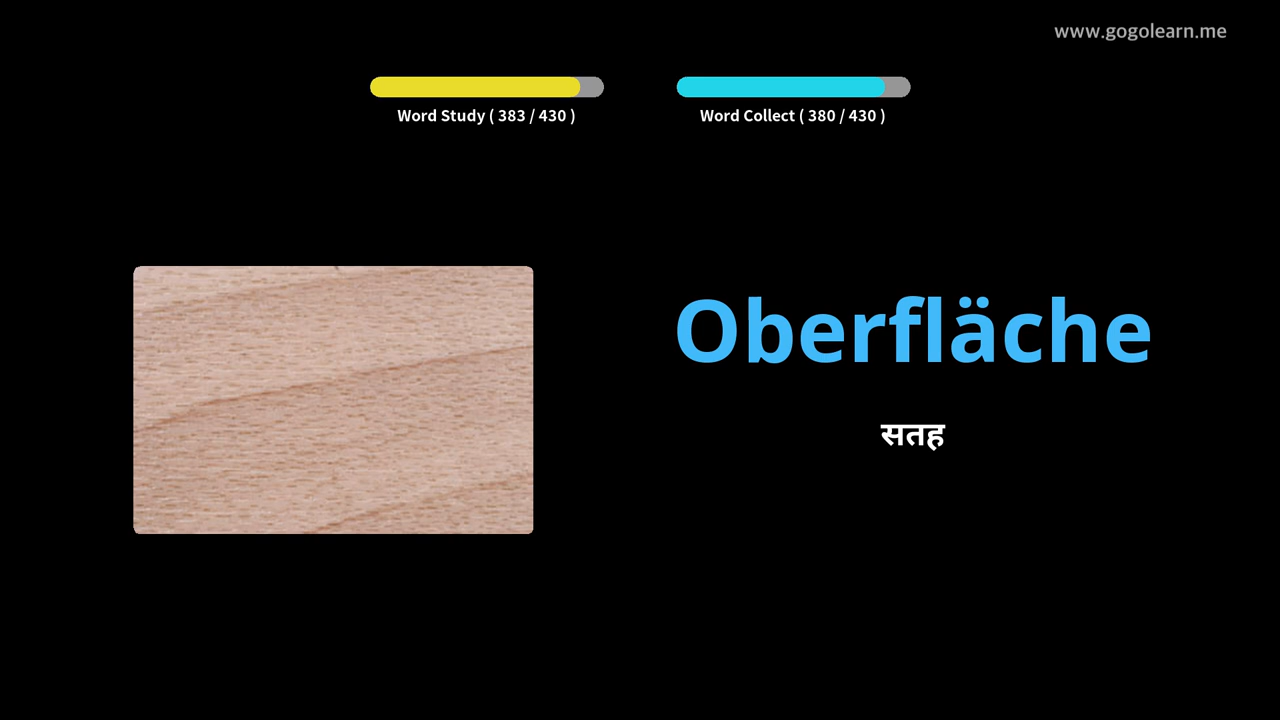 www.gogolearn.me
Word Study ( 383 / 430 )
Word Collect ( 380 / 430 )
Oberfläche
सतह